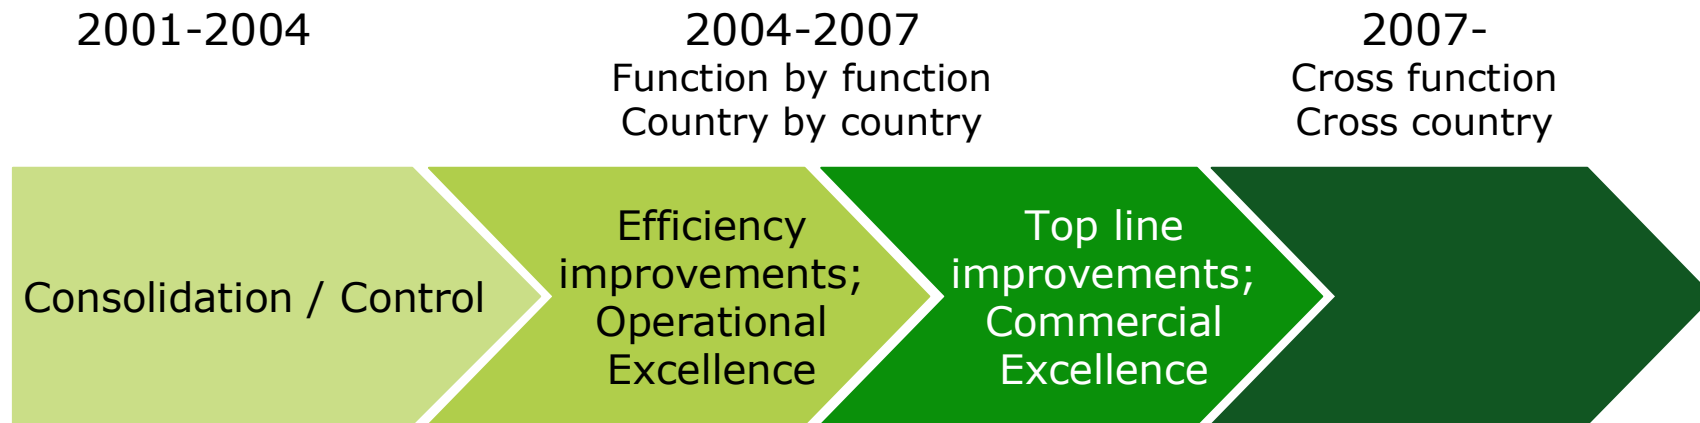 2001-2004
2004-2007
Function by function
Country by country
2007-
Cross function
Cross country
Consolidation / Control
Efficiency
improvements;
Operational
Excellence
Top line
improvements;
Commercial
Excellence